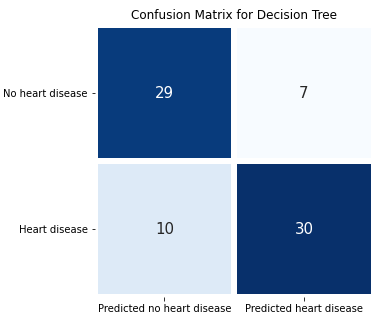 Confusion Matrix for Decision Tree
No heart disease
29
7
Heart disease
10
30
Predicted no heart disease
Predicted heart disease